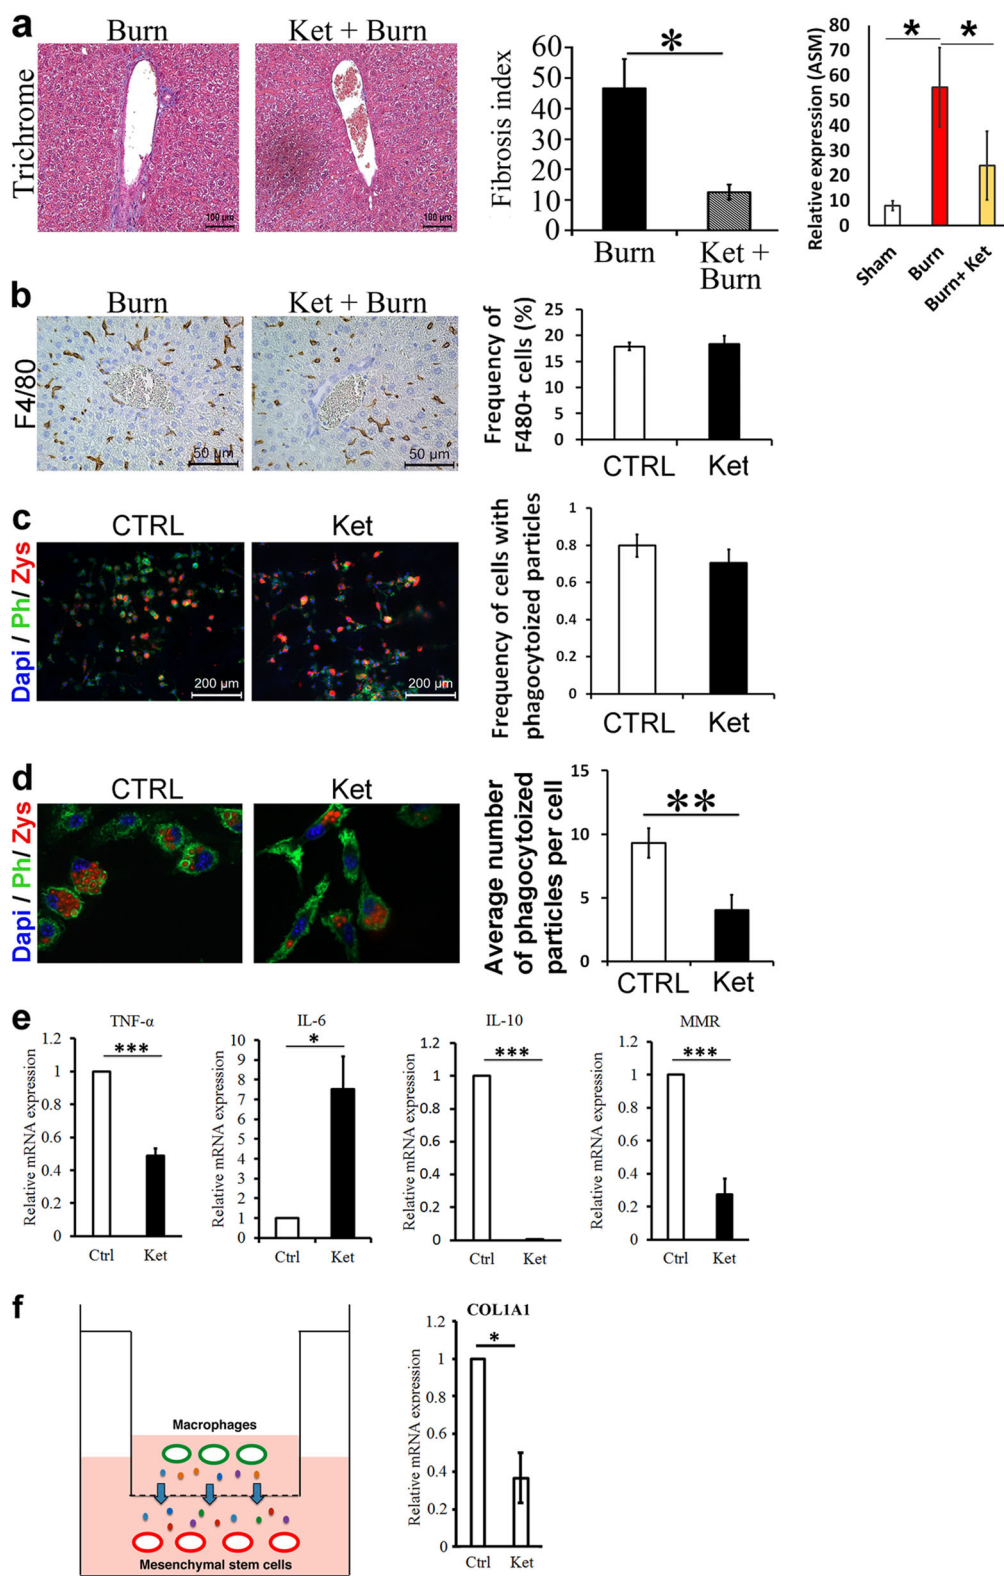 a
Burn
Ket + Burn
Trichrome
100 µm
100 µm
Fibrosis index
60
50
40
30
20
10
0
*
Burn
Ket +
Burn
Relative expression (ASM)
80
70
60
50
40
30
20
10
0
*
*
Sham
Burn
Burn+ Ket
b
Burn
Ket + Burn
F4/80
50 µm
50 µm
Frequency of
F480+ cells (%)
25
20
15
10
5
0
CTRL
Ket
c
CTRL
Ket
Dapi / Ph/ Zys
200 µm
200 µm
Frequency of cells with
phagocytoized particles
1
0.8
0.6
0.4
0.2
0
CTRL
Ket
d
CTRL
Ket
Dapi / Ph/ Zys
Average number
of phagocytoized
particles per cell
15
10
5
0
**
CTRL
Ket
e
TNF-α
Relative mRNA expression
1.2
1
0.8
0.6
0.4
0.2
0
***
Ctrl
Ket
IL-6
Relative mRNA expression
10
9
8
7
6
5
4
3
2
1
0
*
Ctrl
Ket
IL-10
Relative mRNA expression
1.2
1
0.8
0.6
0.4
0.2
0
***
Ctrl
Ket
MMR
Relative mRNA expression
1.2
1
0.8
0.6
0.4
0.2
0
***
Ctrl
Ket
f
Macrophages
Mesenchymal stem cells
COL1A1
Relative mRNA expression
1.2
1
0.8
0.6
0.4
0.2
0
*
Ctrl
Ket